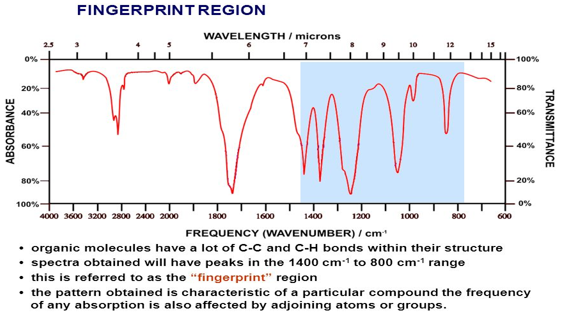 FINGERPRINT REGION
WAVELENGTH / microns
2.5 3 4 5 6 7 8 9 10 12 15
0% 100%
20% 80%
40% 60%
60% 40%
80% 20%
100% 0%
ABSORBANCE
TRANSMITTANCE
4000 3600 3200 2800 2400 2000 1800 1600 1400 1200 1000 800 600
FREQUENCY (WAVENUMBER) / cm-1
• organic molecules have a lot of C-C and C-H bonds within their structure
• spectra obtained will have peaks in the 1400 cm-1 to 800 cm-1 range
• this is referred to as the “fingerprint” region
• the pattern obtained is characteristic of a particular compound the frequency
of any absorption is also affected by adjoining atoms or groups.